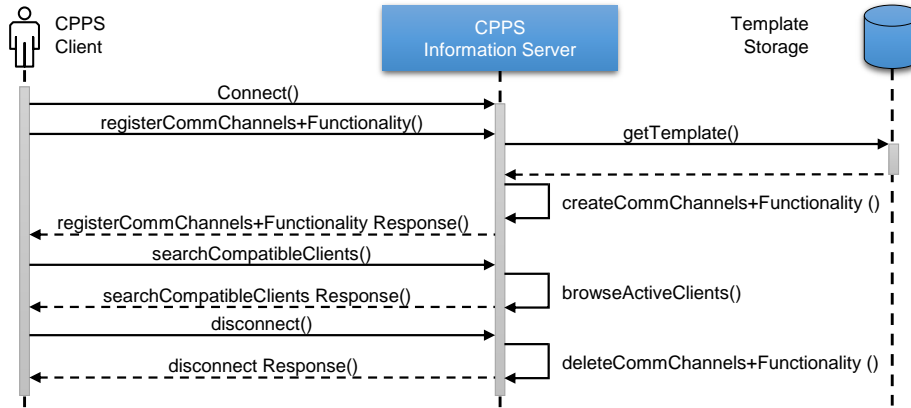 CPPS
Client
CPPS
Information Server
Template
Storage
Connect()
registerCommChannels+Functionality()
getTemplate()
createCommChannels+Functionality ()
registerCommChannels+Functionality Response()
searchCompatibleClients()
browseActiveClients()
searchCompatibleClients Response()
disconnect()
deleteCommChannels+Functionality ()
disconnect Response()